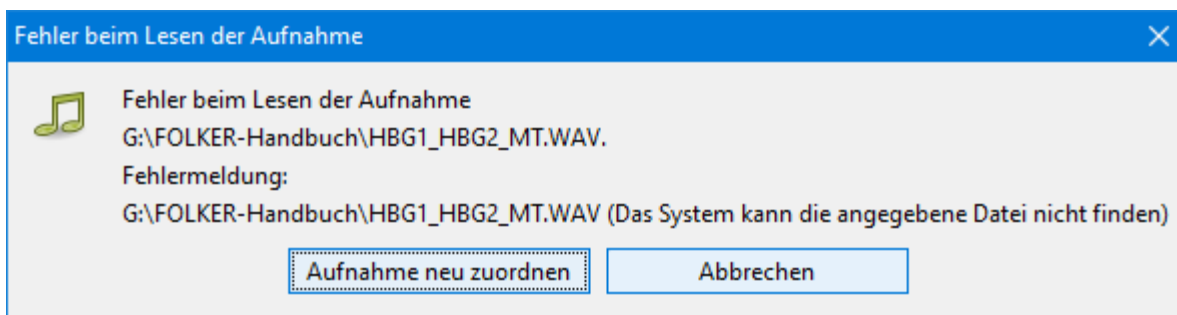 Fehler beim Lesen der Aufnahme
Fehler beim Lesen der Aufnahme
G:\FOLKER-Handbuch\HBG1_HBG2_MT.WAV.
Fehlermeldung:
G:\FOLKER-Handbuch\HBG1_HBG2_MT.WAV (Das System kann die angegebene Datei nicht finden)
Aufnahme neu zuordnen
Abbrechen